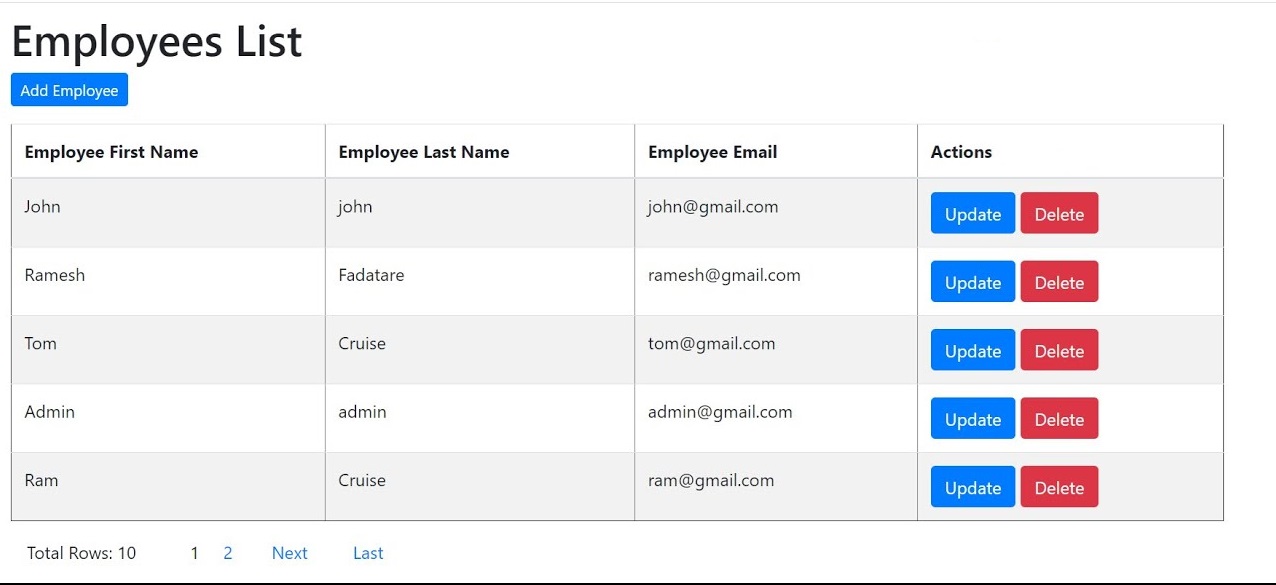 Employees List
Add Employee
Employee First Name Employee Last Name Employee Email Actions
John john john@gmail.com Update Delete
Ramesh Fadatare ramesh@gmail.com Update Delete
Tom Cruise tom@gmail.com Update Delete
Admin admin admin@gmail.com Update Delete
Ram Cruise ram@gmail.com Update Delete
Total Rows: 10 1 2 Next Last